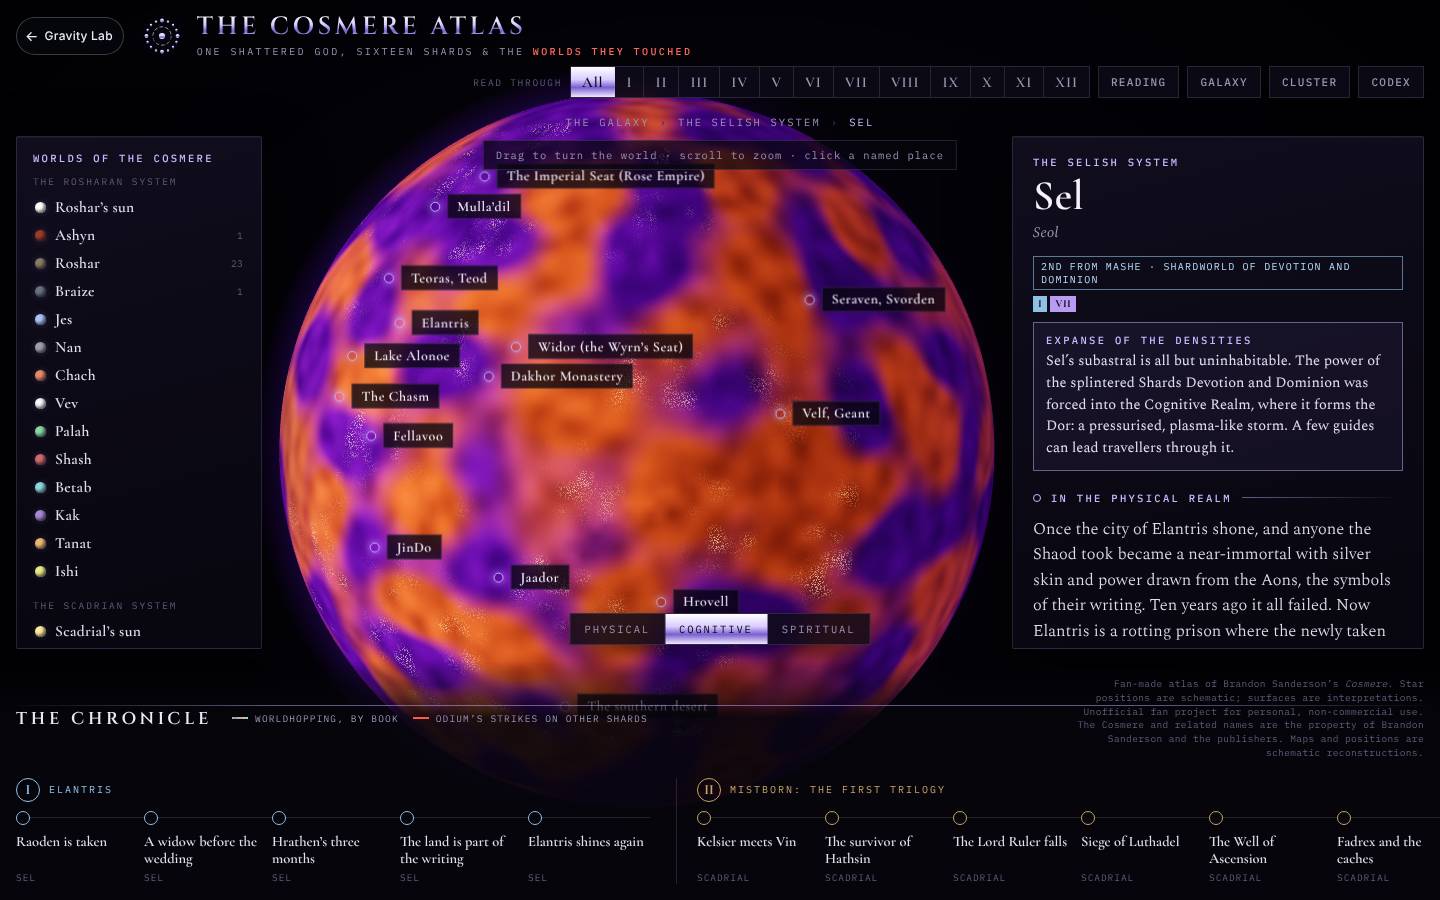 ← Gravity Lab
THE COSMERE ATLAS
ONE SHATTERED GOD, SIXTEEN SHARDS & THE WORLDS THEY TOUCHED
READ THROUGH All I II III IV V VI VII VIII IX X XI XII READING GALAXY CLUSTER CODEX
THE GALAXY › THE SELISH SYSTEM › SEL
Drag to turn the world · scroll to zoom · click a named place
WORLDS OF THE COSMERE
THE ROSHARAN SYSTEM
Roshar’s sun
Ashyn 1
Roshar 23
Braize 1
Jes
Nan
Chach
Vev
Palah
Shash
Betab
Kak
Tanat
Ishi
THE SCADRIAN SYSTEM
Scadrial’s sun
The Imperial Seat (Rose Empire)
Mulla’dil
Teoras, Teod
Seraven, Svorden
Elantris
Widor (the Wyrn’s Seat)
Lake Alonoe
Dakhor Monastery
The Chasm
Velf, Geant
Fellavoo
JinDo
Jaador
Hrovell
PHYSICAL COGNITIVE SPIRITUAL
The southern desert
THE SELISH SYSTEM
Sel
Seol
2ND FROM MASHE · SHARDWORLD OF DEVOTION AND
DOMINION
I VII
EXPANSE OF THE DENSITIES
Sel’s subastral is all but uninhabitable. The power of
the splintered Shards Devotion and Dominion was
forced into the Cognitive Realm, where it forms the
Dor: a pressurised, plasma-like storm. A few guides
can lead travellers through it.
IN THE PHYSICAL REALM
Once the city of Elantris shone, and anyone the
Shaod took became a near-immortal with silver
skin and power drawn from the Aons, the symbols
of their writing. Ten years ago it all failed. Now
Elantris is a rotting prison where the newly taken
Fan-made atlas of Brandon Sanderson’s Cosmere. Star
positions are schematic; surfaces are interpretations.
Unofficial fan project for personal, non-commercial use.
The Cosmere and related names are the property of Brandon
Sanderson and the publishers. Maps and positions are
schematic reconstructions.
THE CHRONICLE WORLDHOPPING, BY BOOK ODIUM’S STRIKES ON OTHER SHARDS
I ELANTRIS
Raoden is taken
SEL
A widow before the
wedding
SEL
Hrathen’s three
months
SEL
The land is part of
the writing
SEL
Elantris shines again
SEL
II MISTBORN: THE FIRST TRILOGY
Kelsier meets Vin
SCADRIAL
The survivor of
Hathsin
SCADRIAL
The Lord Ruler falls
SCADRIAL
Siege of Luthadel
SCADRIAL
The Well of
Ascension
SCADRIAL
Fadrex and the
caches
SCADRIAL